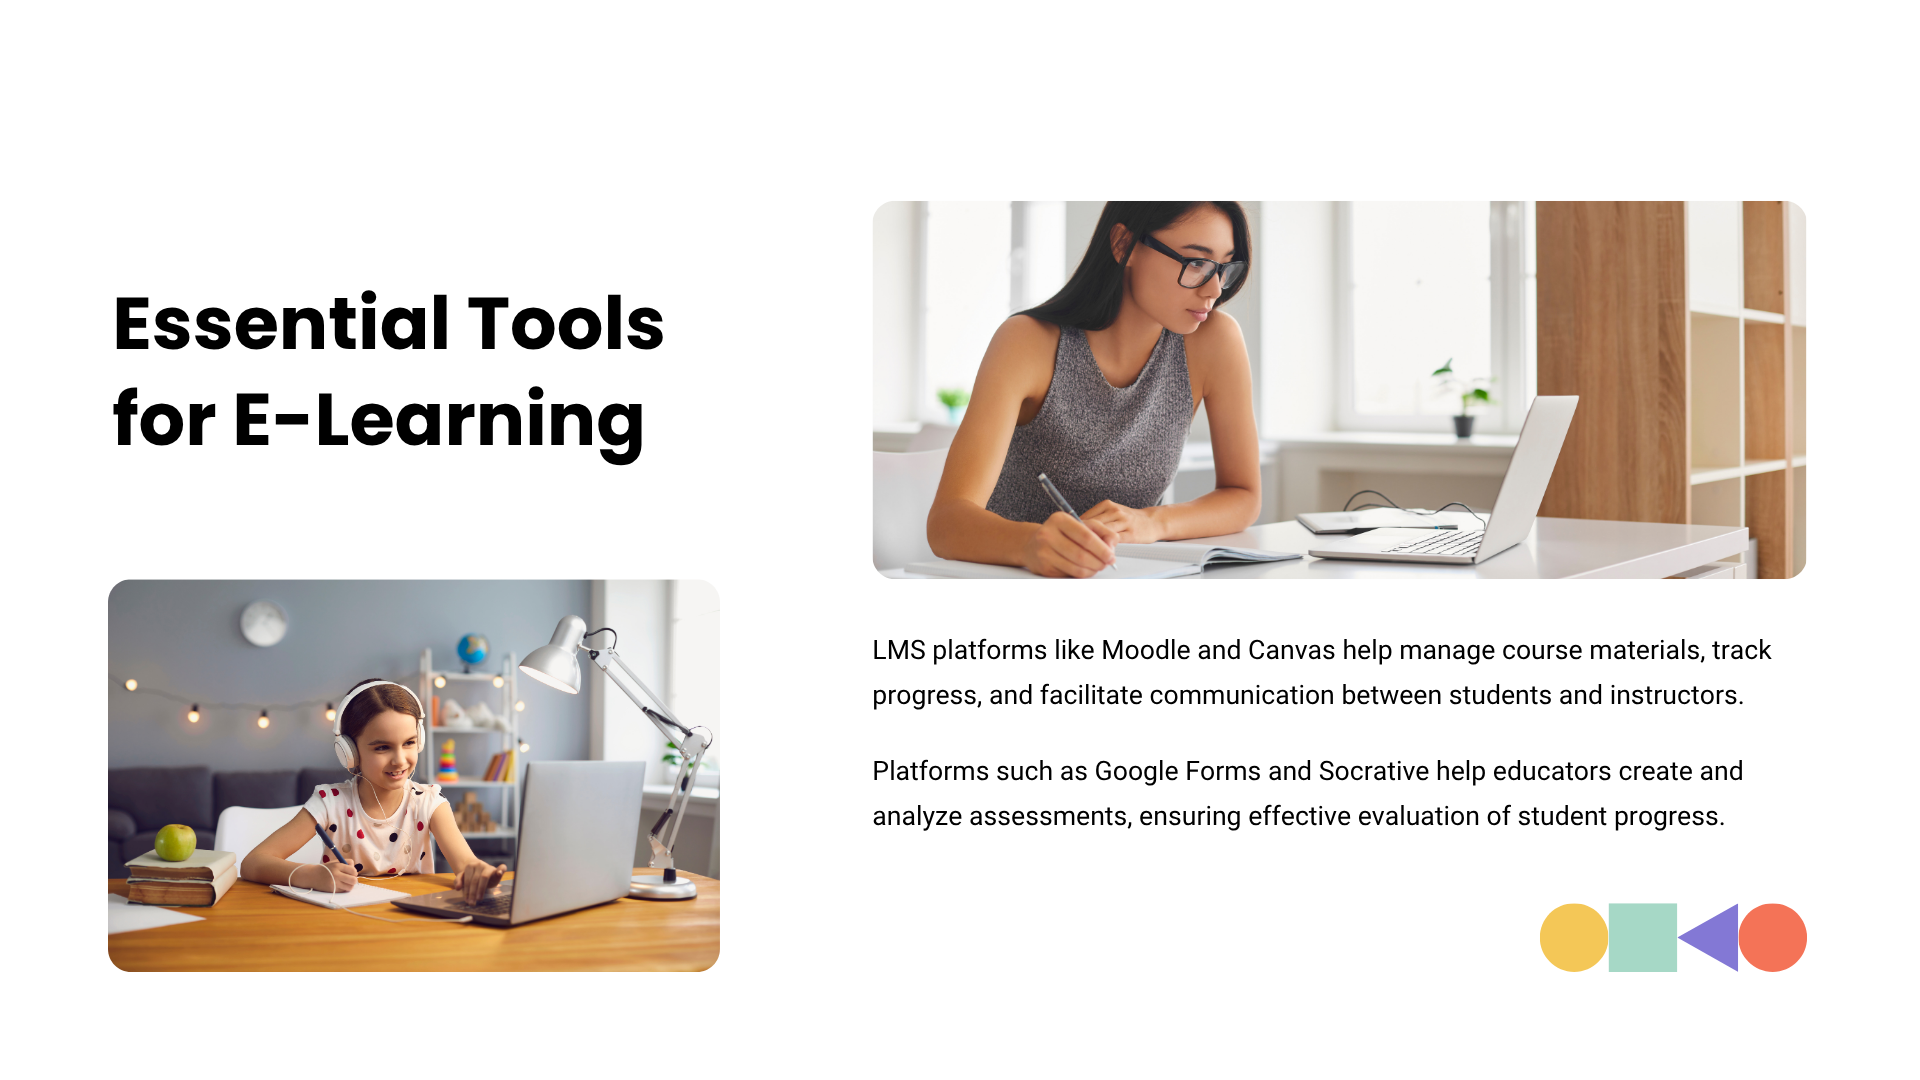 Essential Tools
for E-Learning
LMS platforms like Moodle and Canvas help manage course materials, track
progress, and facilitate communication between students and instructors.
Platforms such as Google Forms and Socrative help educators create and
analyze assessments, ensuring effective evaluation of student progress.